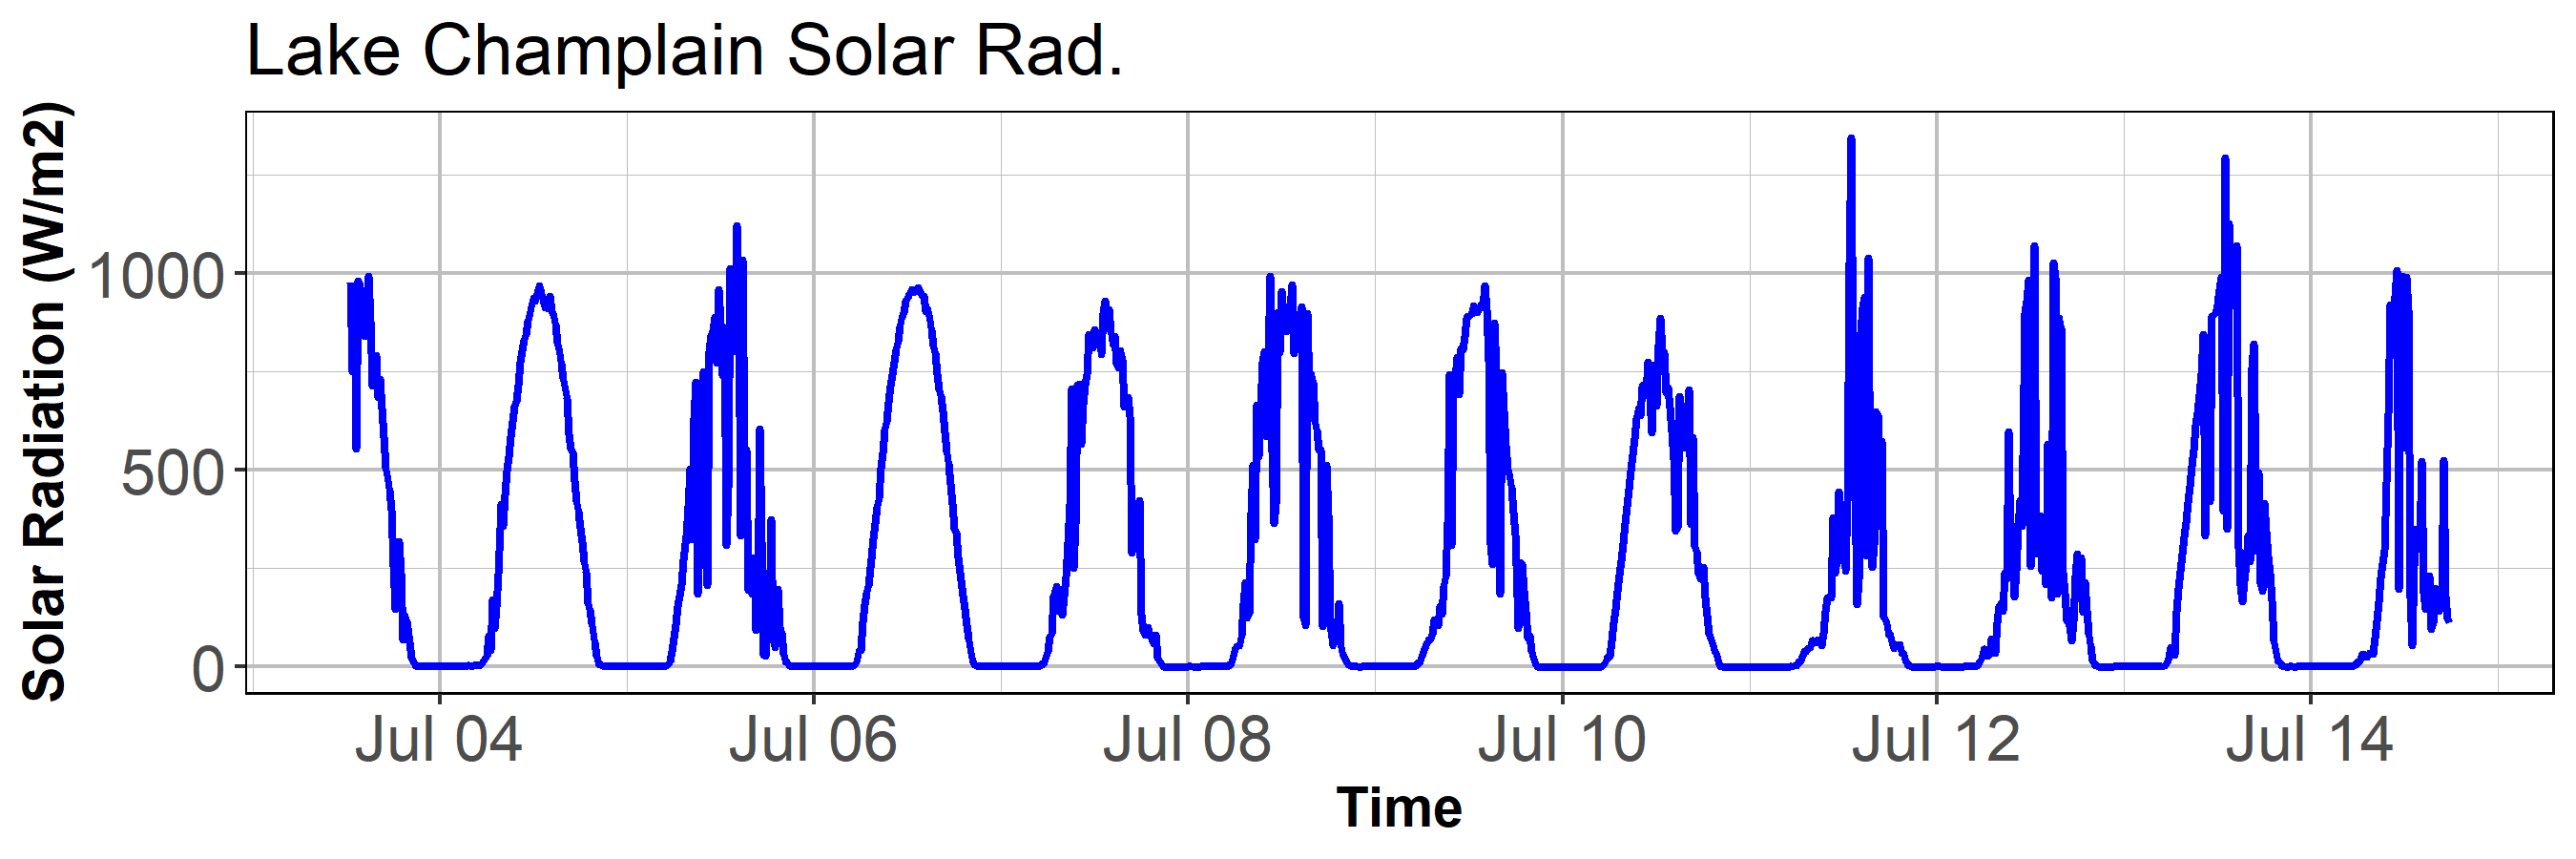 Lake Champlain Solar Rad.
Solar Radiation (W/m2)
1000
500
0
Jul 04 Jul 06 Jul 08 Jul 10 Jul 12 Jul 14
Time